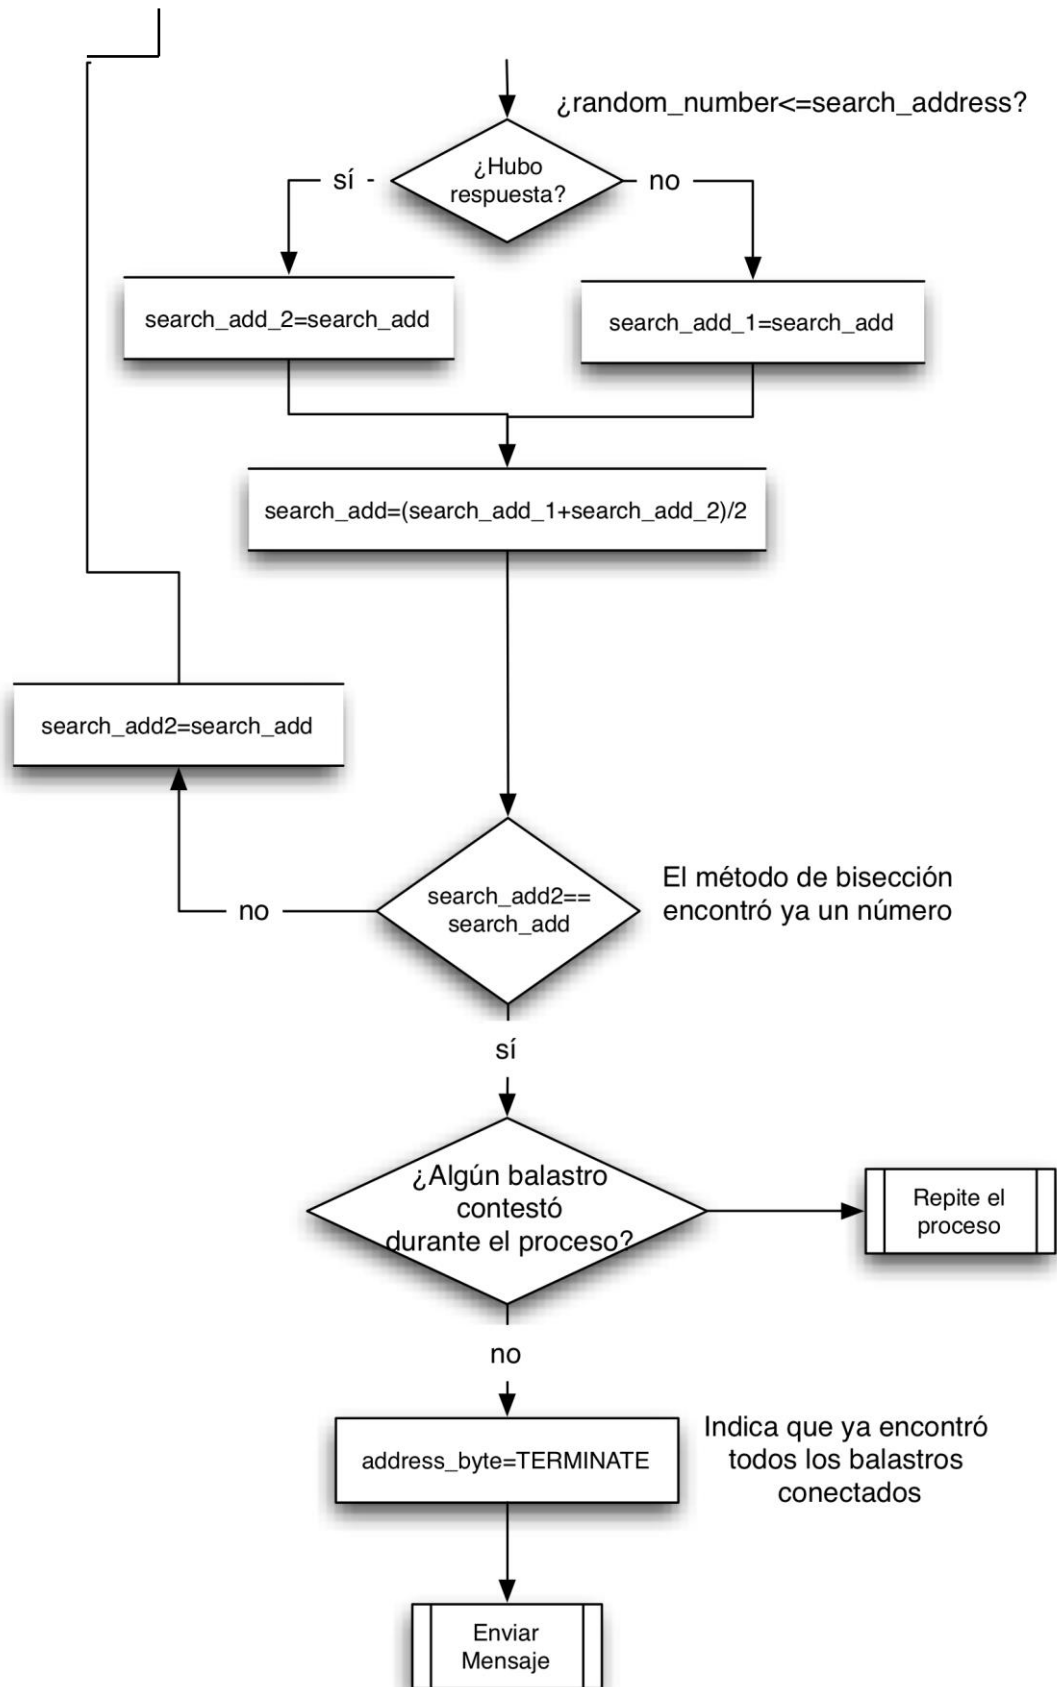 ¿random_number<=search_address?
¿Hubo
respuesta?
sí
no
search_add_2=search_add
search_add_1=search_add
search_add=(search_add_1+search_add_2)/2
search_add2=search_add
search_add2==
search_add
El método de bisección
encontró ya un número
no
sí
¿Algún balastro
contestó
durante el proceso?
Repite el
proceso
no
address_byte=TERMINATE
Indica que ya encontró
todos los balastros
conectados
Enviar
Mensaje